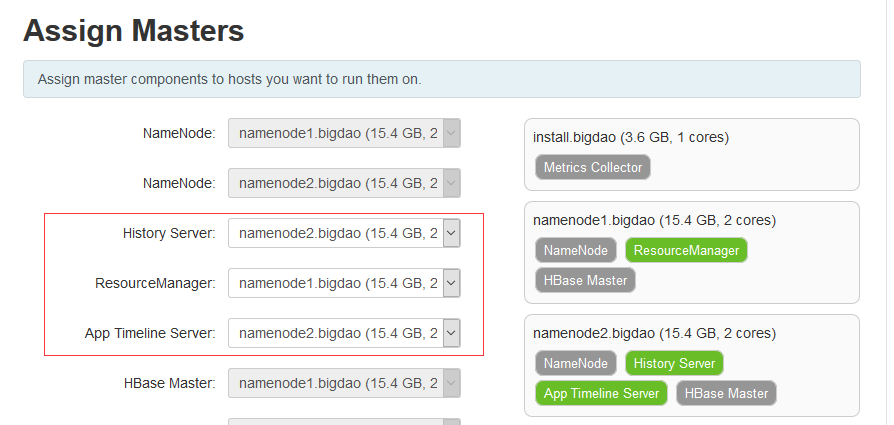 Assign Masters
Assign master components to hosts you want to run them on.
NameNode: namenode1.bigdao (15.4 GB, 2
NameNode: namenode2.bigdao (15.4 GB, 2
History Server: namenode2.bigdao (15.4 GB, 2
ResourceManager: namenode1.bigdao (15.4 GB, 2
App Timeline Server: namenode2.bigdao (15.4 GB, 2
HBase Master: namenode1.bigdao (15.4 GB, 2
install.bigdao (3.6 GB, 1 cores)
Metrics Collector
namenode1.bigdao (15.4 GB, 2 cores)
NameNode ResourceManager
HBase Master
namenode2.bigdao (15.4 GB, 2 cores)
NameNode History Server
App Timeline Server HBase Master